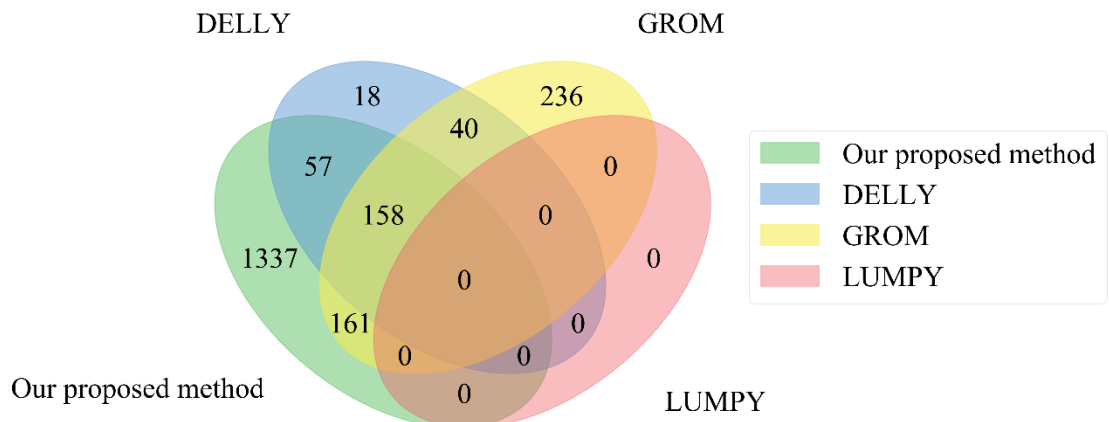 DELLY
GROM
18
236
40
57
0
158
0
1337
0
0
161
0
0
0
0
Our proposed method
LUMPY
Our proposed method
DELLY
GROM
LUMPY